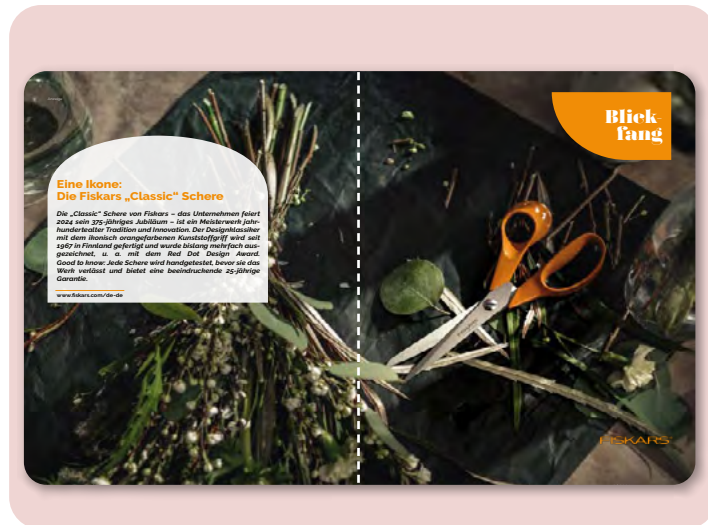 Eine Ikone:
Die Fiskars „Classic“ Schere
Die „Classic“ Schere von Fiskars – das Unternehmen feiert
2024 sein 375-jähriges Jubiläum – ist ein Meisterwerk jahr-
hundertealter Tradition und Innovation. Der Designklassiker
mit dem ikonisch orangefarbenen Kunststoffgriff wird seit
1967 in Finnland gefertigt und wurde bislang mehrfach aus-
gezeichnet, u. a. mit dem Red Dot Design Award.
Good to know: Jede Schere wird handgetestet, bevor sie das
Werk verlässt und bietet eine beeindruckende 25-jährige
Garantie.
www.fiskars.com/de-de
Blick-
fang
FISKARS